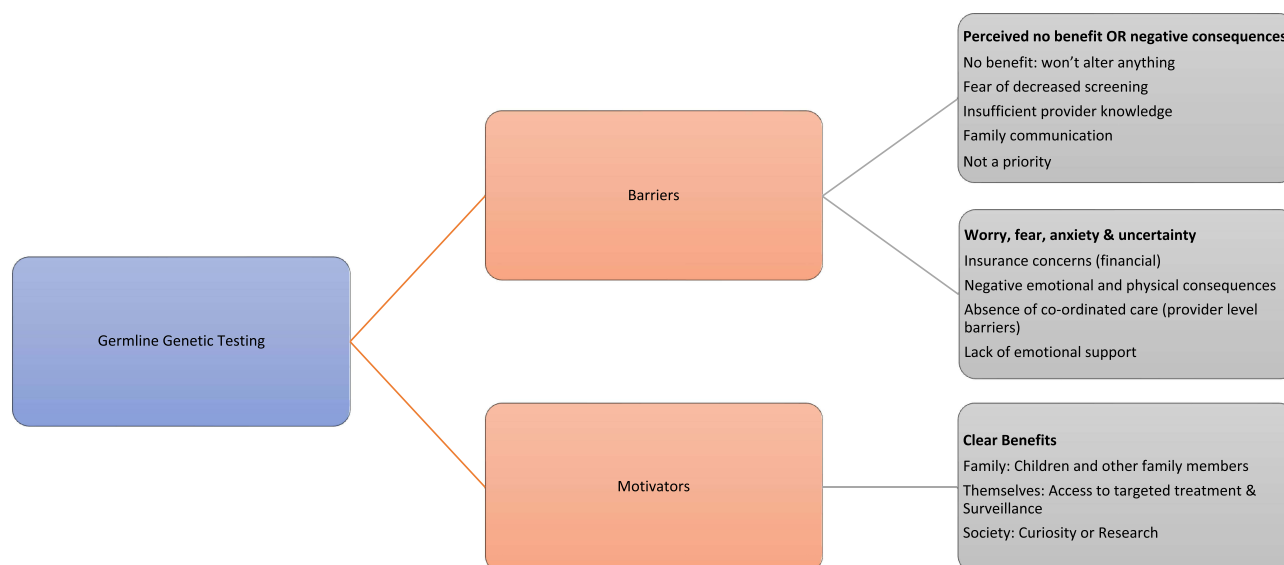 Germline Genetic Testing
Barriers
Perceived no benefit OR negative consequences
No benefit: won’t alter anything
Fear of decreased screening
Insufficient provider knowledge
Family communication
Not a priority
Worry, fear, anxiety & uncertainty
Insurance concerns (financial)
Negative emotional and physical consequences
Absence of co-ordinated care (provider level
barriers)
Lack of emotional support
Motivators
Clear Benefits
Family: Children and other family members
Themselves: Access to targeted treatment &
Surveillance
Society: Curiosity or Research